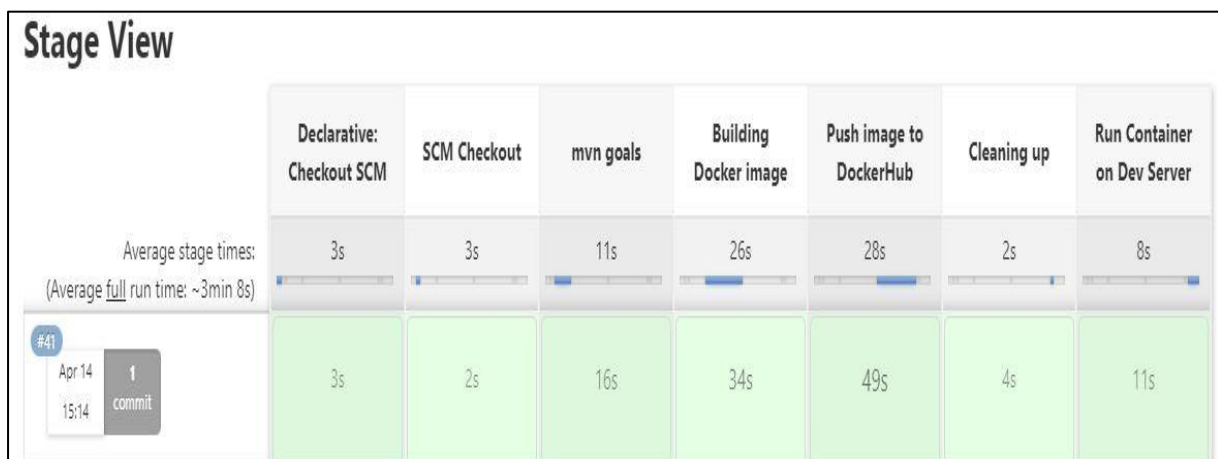 Stage View
Declarative:
Checkout SCM
SCM Checkout
mvn goals
Building
Docker image
Push image to
DockerHub
Cleaning up
Run Container
on Dev Server
Average stage times:
(Average full run time: ~3min 8s)
3s
3s
11s
26s
28s
2s
8s
#41
Apr 14
15:14
1
commit
3s
2s
16s
34s
49s
4s
11s